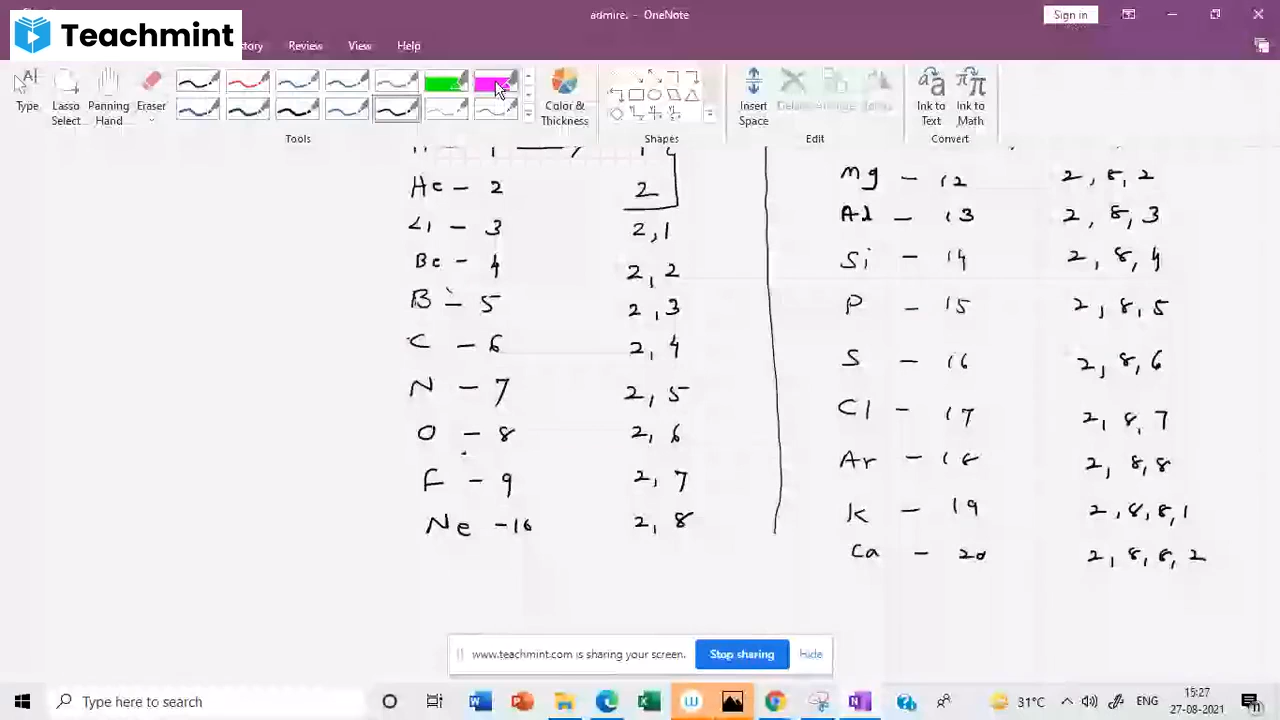 Teachmint
admire - OneNote
Sign in
story Review Help
Type
Lasso Select
Panning Hand
Eraser
Color & Thickness
Insert Space
Delete
Ink to Text
Ink to Math
Tools
Shapes
Edit
Convert
He - 2 2
Li - 3 2,1
Be - 4 2,2
B - 5 2,3
C - 6 2,4
N - 7 2,5
O - 8 2,6
F - 9 2,7
Ne - 10 2,8
Mg - 12 2,8,2
Al - 13 2,8,3
Si - 14 2,8,4
P - 15 2,8,5
S - 16 2,8,6
Cl - 17 2,8,7
Ar - 18 2,8,8
K - 19 2,8,8,1
Ca - 20 2,8,8,2
www.teachmint.com is sharing your screen.
Stop sharing
Hide
Type here to search
31°C
ENG
15:27
27-08-2021